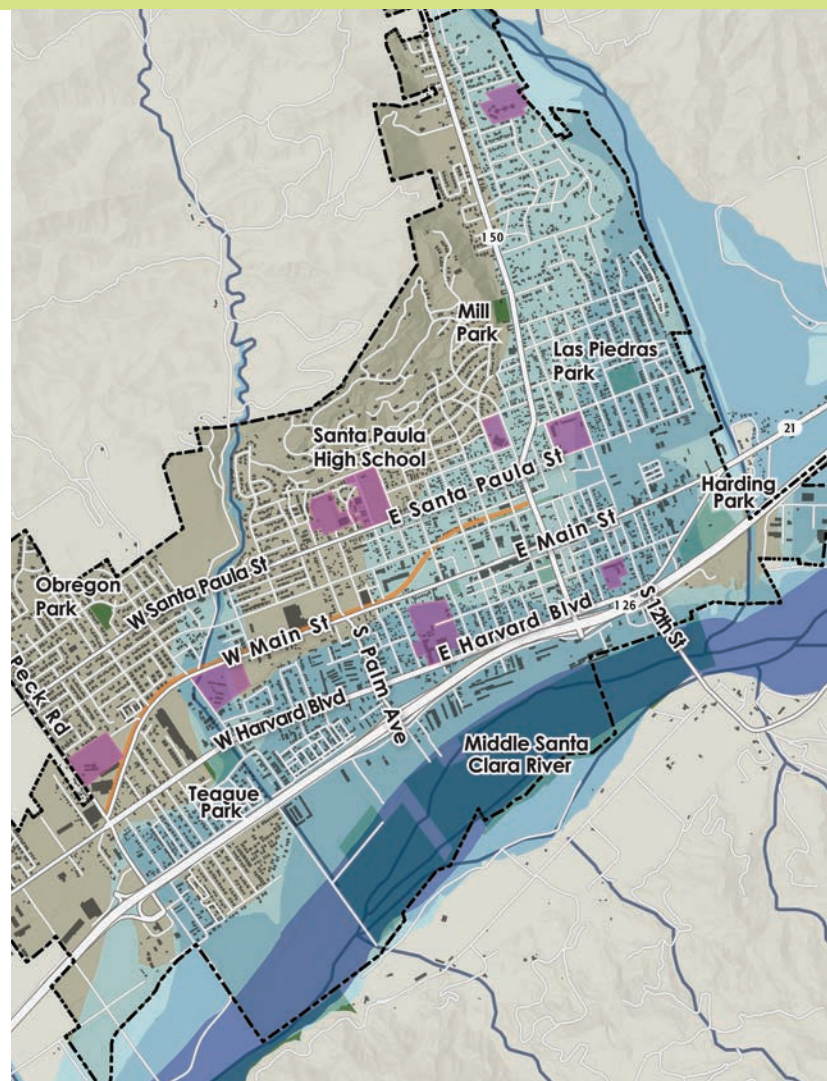 150
Mill
Park
Las Piedras
Park
21
Santa Paula
High School
E Santa Paula St
Harding
Park
E Main St
Obregon
Park
W Santa Paula St
W Main St
S Palm Ave
E Harvard Blvd
S 12th St
126
Peck Rd
W Harvard Blvd
Middle Santa
Clara River
Teague
Park